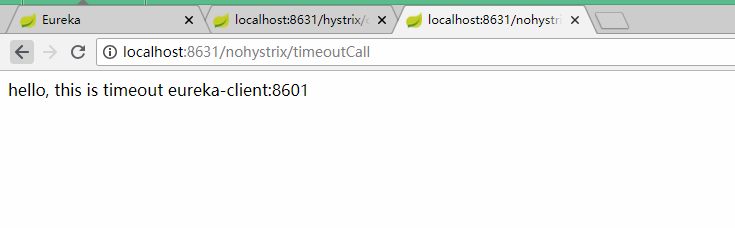 Eureka
localhost:8631/hystrix/
localhost:8631/nohystri
localhost:8631/nohystrix/timeoutCall
hello, this is timeout eureka-client:8601